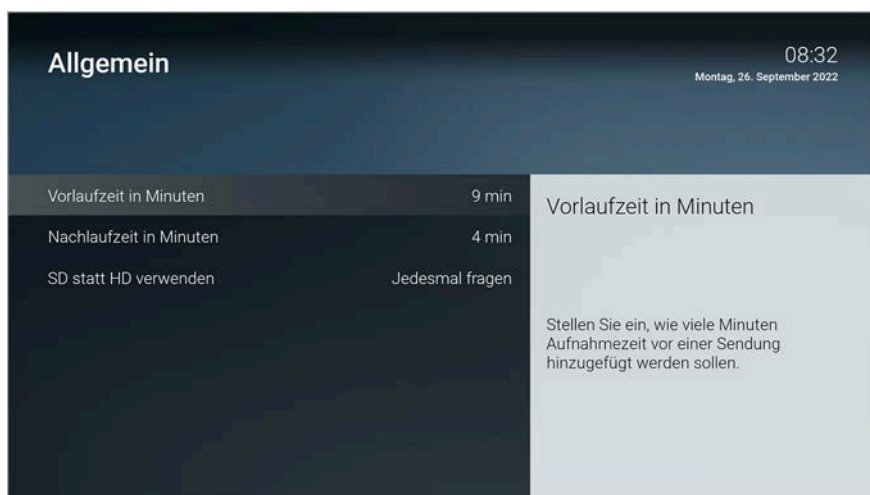 Allgemein
08:32
Montag, 26. September 2022
Vorlaufzeit in Minuten 9 min
Nachlaufzeit in Minuten 4 min
SD statt HD verwenden Jedesmal fragen
Vorlaufzeit in Minuten
Stellen Sie ein, wie viele Minuten
Aufnahmezeit vor einer Sendung
hinzugefügt werden sollen.